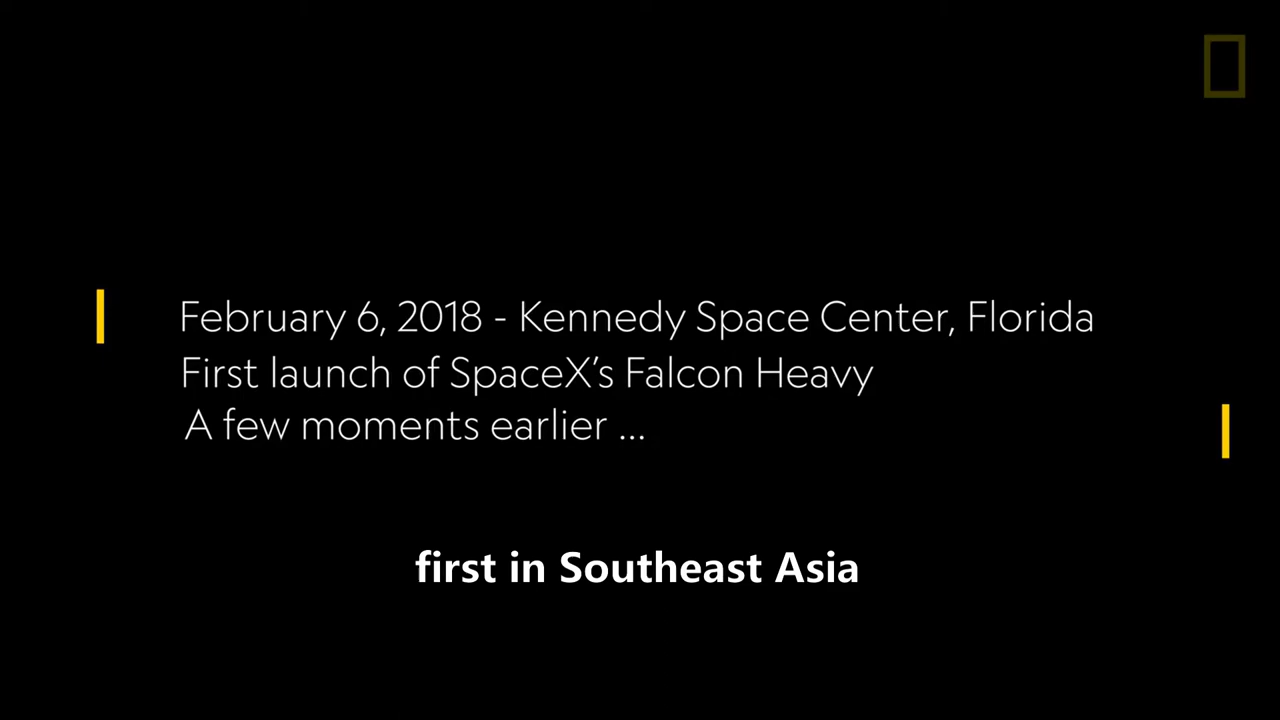 February 6, 2018 - Kennedy Space Center, Florida
First launch of SpaceX's Falcon Heavy
A few moments earlier ...
first in Southeast Asia